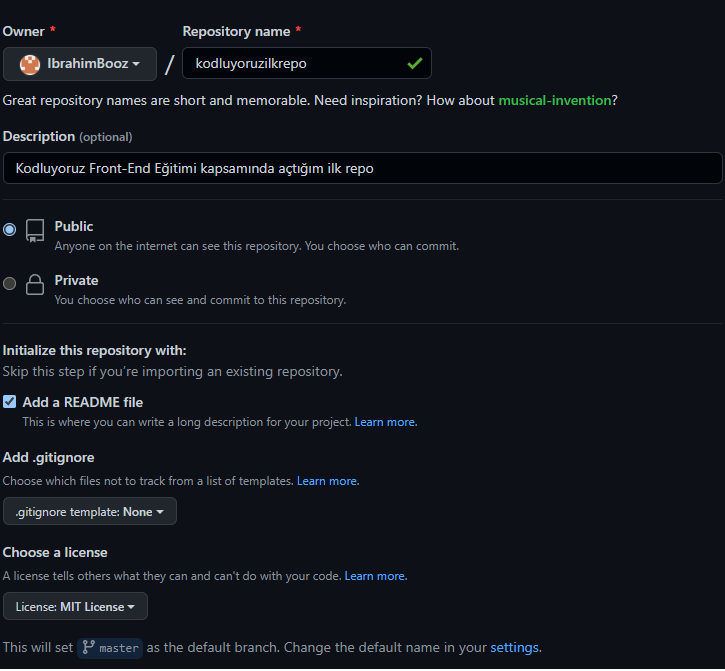 Owner * Repository name *
IbrahimBooz / kodluyoruzilkrepo
Great repository names are short and memorable. Need inspiration? How about musical-invention?
Description (optional)
Kodluyoruz Front-End Eğitimi kapsamında açtığım ilk repo
Public
Anyone on the internet can see this repository. You choose who can commit.
Private
You choose who can see and commit to this repository.
Initialize this repository with:
Skip this step if you're importing an existing repository.
Add a README file
This is where you can write a long description for your project. Learn more.
Add .gitignore
Choose which files not to track from a list of templates. Learn more.
.gitignore template: None
Choose a license
A license tells others what they can and can't do with your code. Learn more.
License: MIT License
This will set master as the default branch. Change the default name in your settings.